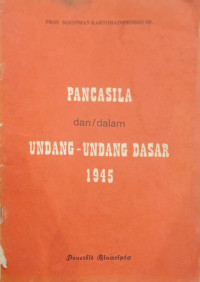 PROF. SOEDIMAN KARTOHADIPRODJO SH.
PANCASILA
dan/dalam
UNDANG-UNDANG DASAR
1945
Penerbit Binacipta